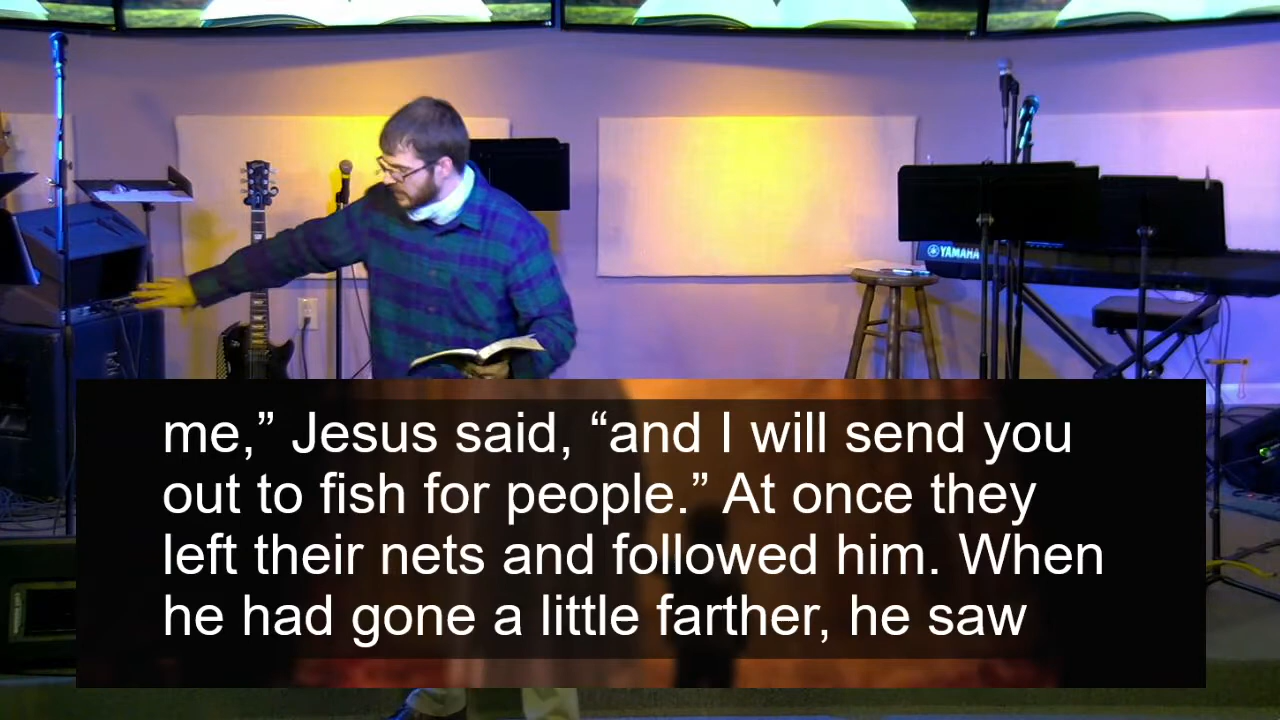 YAMAHA
me,” Jesus said, “and I will send you
out to fish for people.” At once they
left their nets and followed him. When
he had gone a little farther, he saw